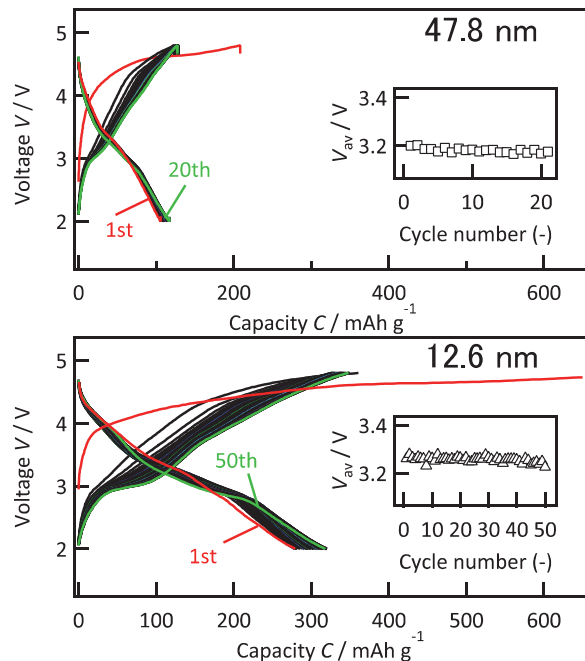 47.8 nm
5
4
3
2
Voltage V / V
20th
1st
3.4
3.2
V_av / V
0 10 20
Cycle number (-)
0 200 400 600
Capacity C / mAh g⁻¹
12.6 nm
5
4
3
2
Voltage V / V
50th
1st
3.4
3.2
V_av / V
0 10 20 30 40 50
Cycle number (-)
0 100 200 300 400 500 600
Capacity C / mAh g⁻¹